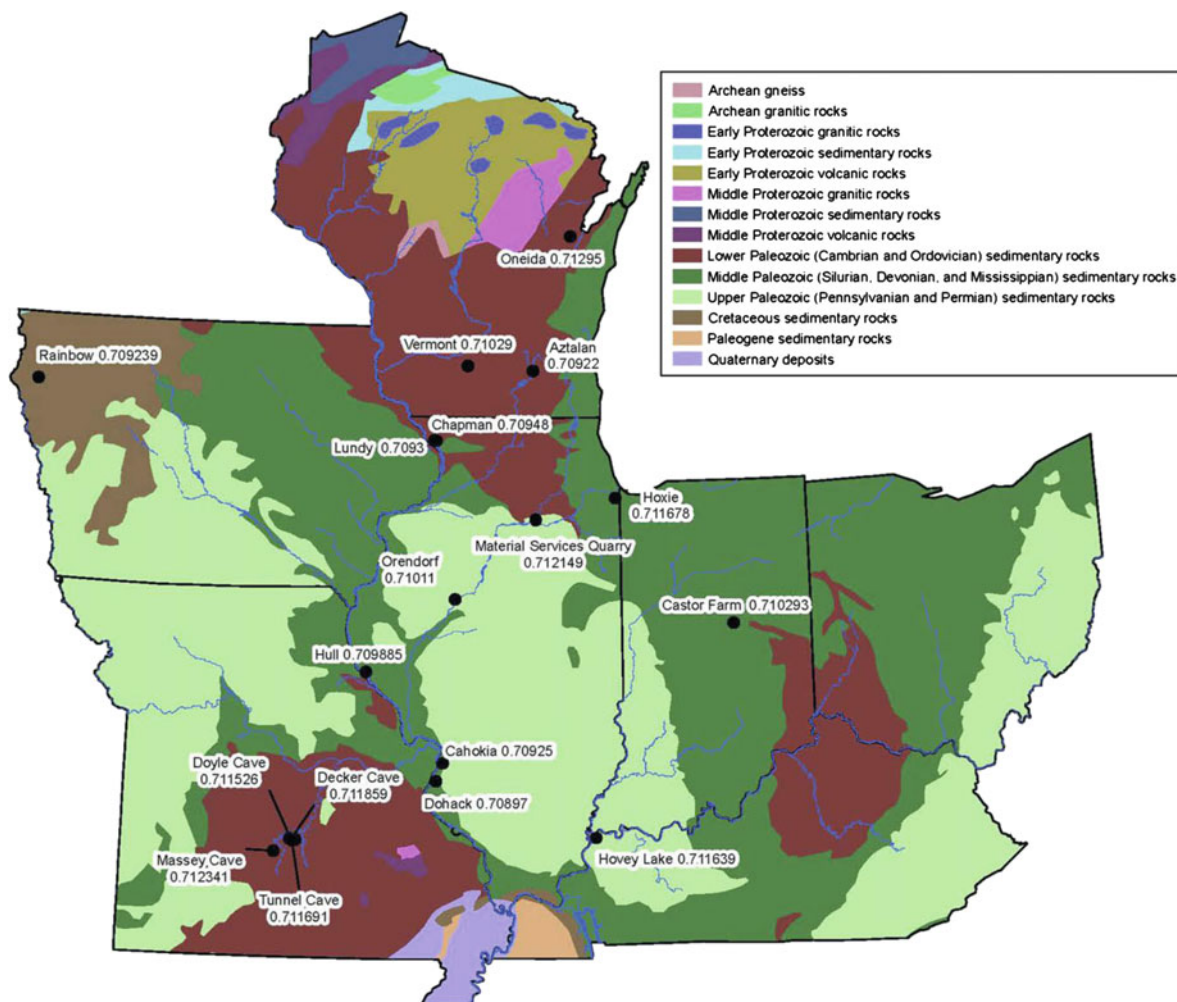 Archean gneiss
Archean granitic rocks
Early Proterozoic granitic rocks
Early Proterozoic sedimentary rocks
Early Proterozoic volcanic rocks
Middle Proterozoic granitic rocks
Middle Proterozoic sedimentary rocks
Middle Proterozoic volcanic rocks
Lower Paleozoic (Cambrian and Ordovician) sedimentary rocks
Middle Paleozoic (Silurian, Devonian, and Mississippian) sedimentary rocks
Upper Paleozoic (Pennsylvanian and Permian) sedimentary rocks
Cretaceous sedimentary rocks
Paleogene sedimentary rocks
Quaternary deposits
Oneida 0.71295
Rainbow 0.709239
Vermont 0.71029
Aztalan
0.70922
Chapman 0.70948
Lundy 0.7093
Hoxie
0.711678
Material Services Quarry
0.712149
Orendorf
0.71011
Castor Farm 0.710293
Hull 0.709885
Cahokia 0.70925
Dohack 0.70897
Doyle Cave
0.711526
Decker Cave
0.711859
Massey Cave
0.712341
Tunnel Cave
0.711691
Hovey Lake 0.711639